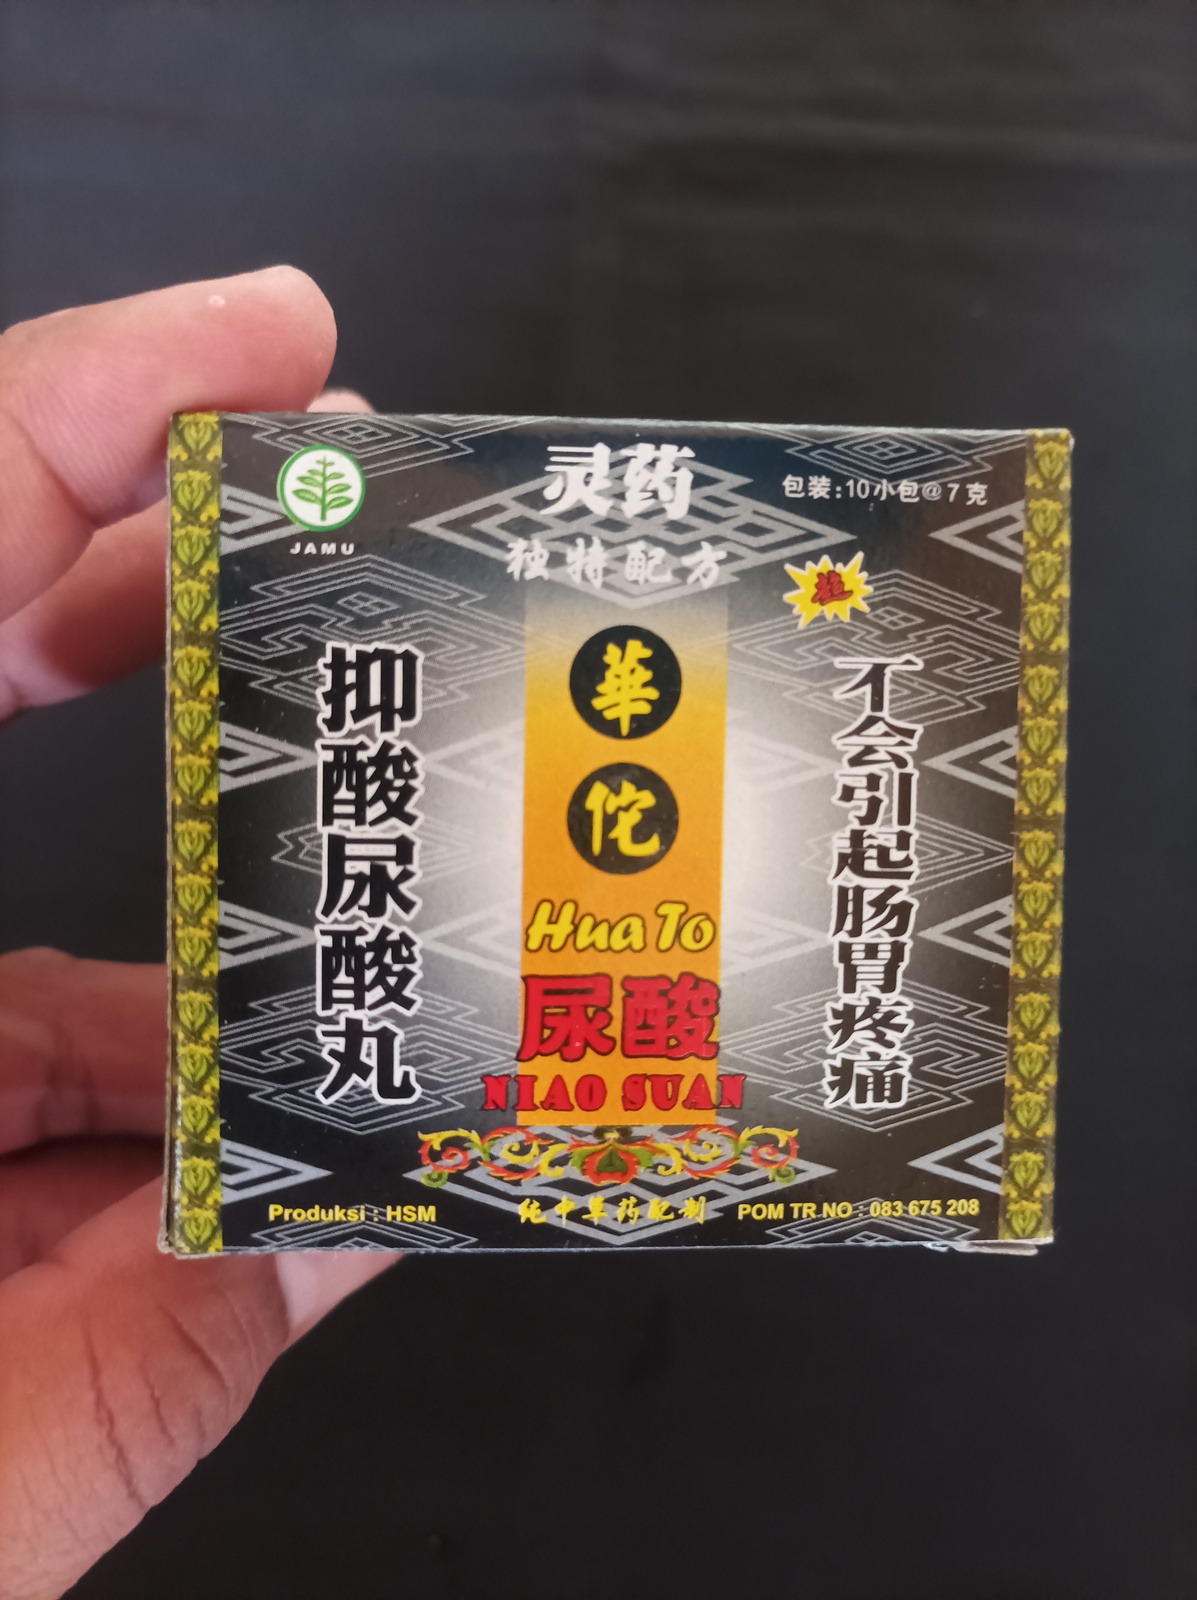 灵药
包装:10小包@7克
JAMU
独特配方
超
抑酸尿酸丸
華佗
Hua To
尿酸
NIAO SUAN
不会引起肠胃疼痛
Produksi : HSM
纯中草药配制
POM TR NO : 083 675 208